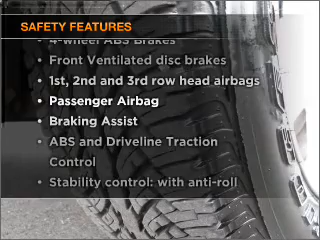 SAFETY FEATURES
• 4-wheel ABS Brakes
• Front Ventilated disc brakes
• 1st, 2nd and 3rd row head airbags
• Passenger Airbag
• Braking Assist
• ABS and Driveline Traction
Control
• Stability control: with anti-roll